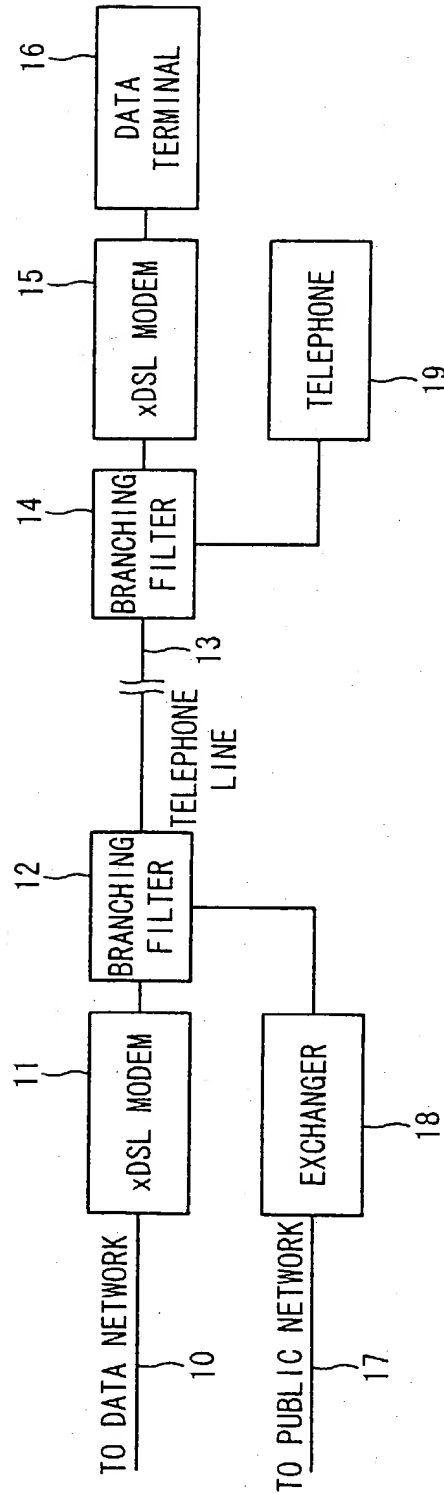 TO DATA NETWORK
10
11
xDSL MODEM
12
BRANCHING
FILTER
TELEPHONE
LINE
13
14
BRANCHING
FILTER
15
xDSL MODEM
16
DATA
TERMINAL
TO PUBLIC NETWORK
17
EXCHANGER
18
TELEPHONE
19